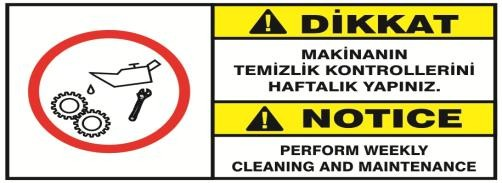 DİKKAT
MAKİNANIN
TEMİZLİK KONTROLLERİNİ
HAFTALIK YAPINIZ.
NOTICE
PERFORM WEEKLY
CLEANING AND MAINTENANCE